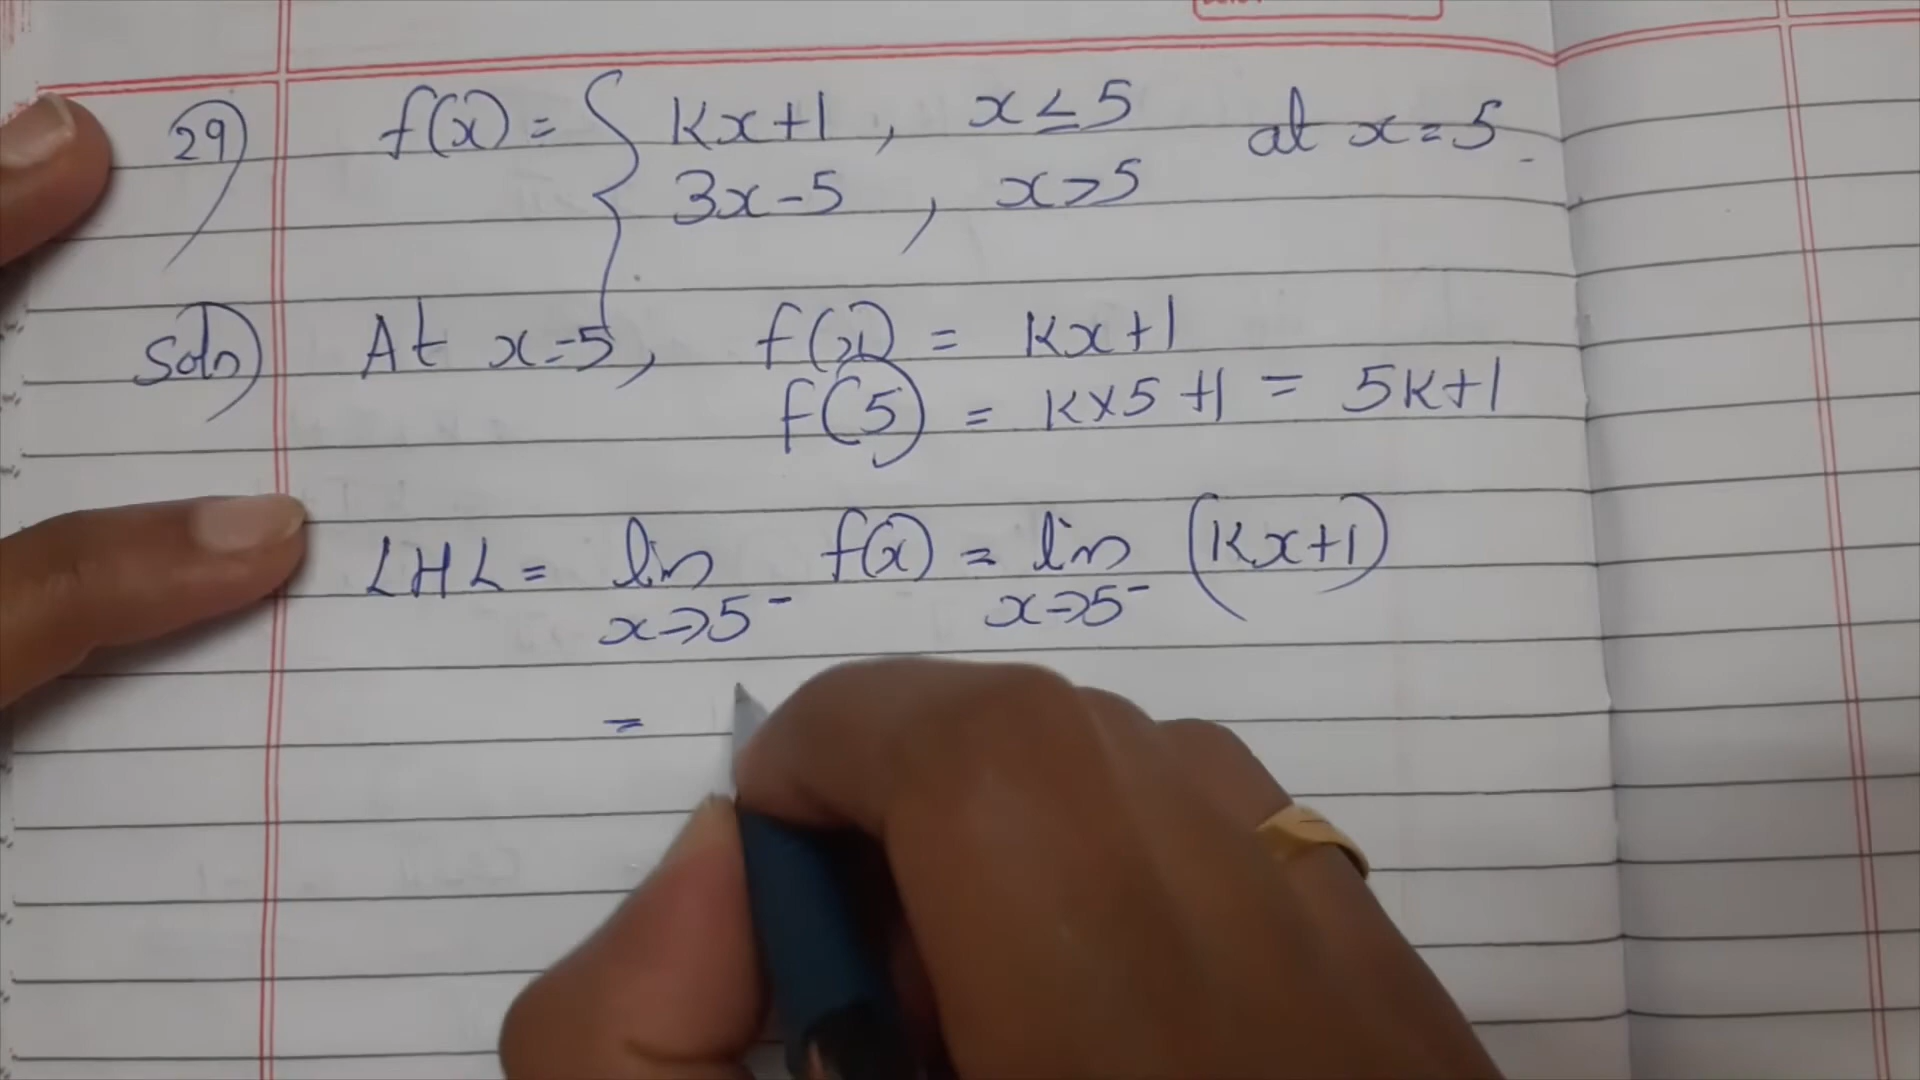 29) f(x) = { kx+1 , x ≤ 5 at x = 5.
3x-5 , x > 5
Soln) At x=5, f(x) = kx+1
f(5) = k×5+1 = 5k+1
LHL = lim f(x) = lim (kx+1)
x→5⁻ x→5⁻
=